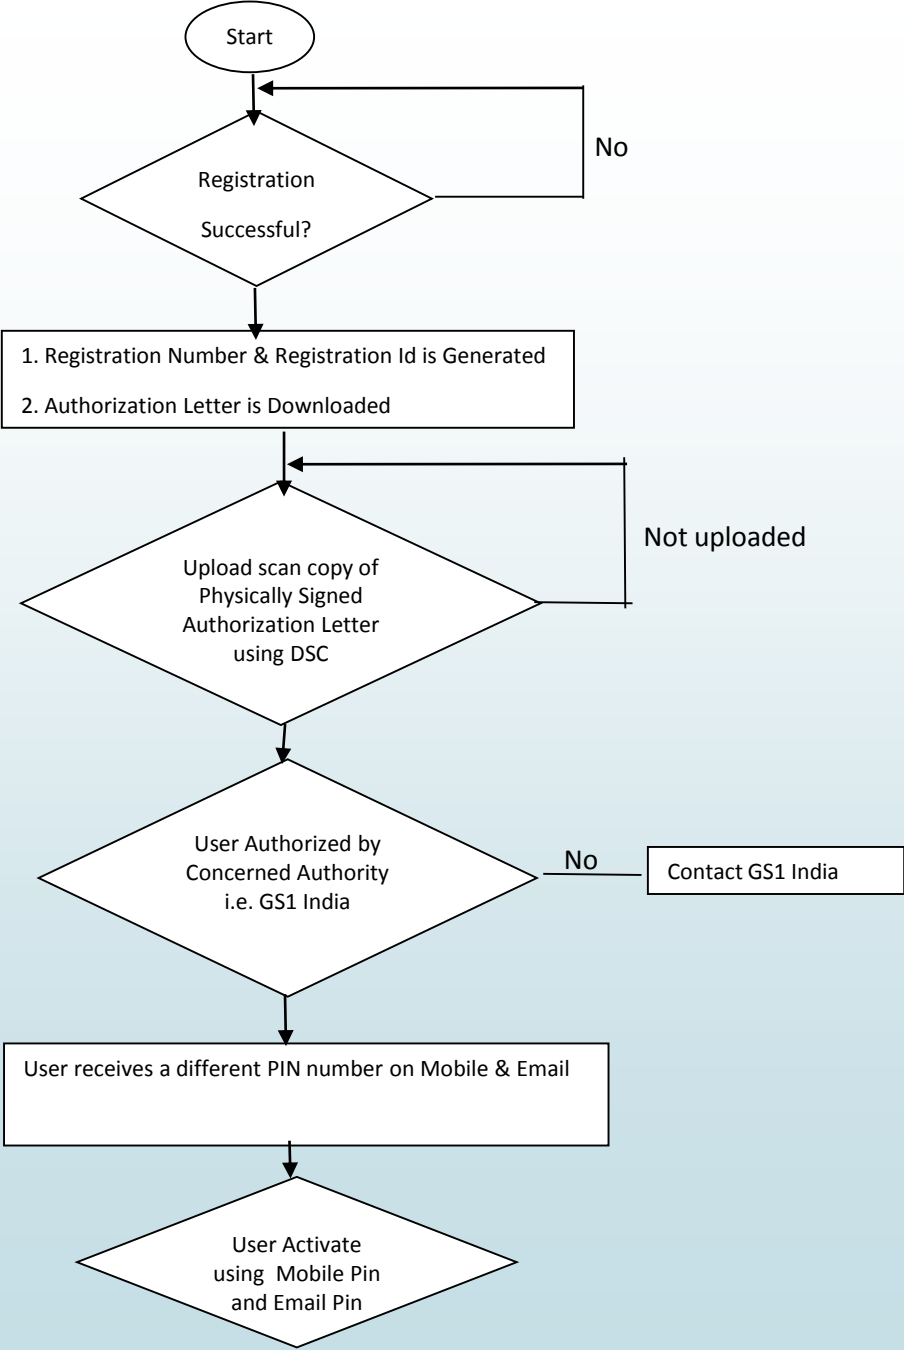 Start
No
Registration
Successful?
1. Registration Number & Registration Id is Generated
2. Authorization Letter is Downloaded
Not uploaded
Upload scan copy of
Physically Signed
Authorization Letter
using DSC
User Authorized by
Concerned Authority
i.e. GS1 India
No
Contact GS1 India
User receives a different PIN number on Mobile & Email
User Activate
using  Mobile Pin
and Email Pin